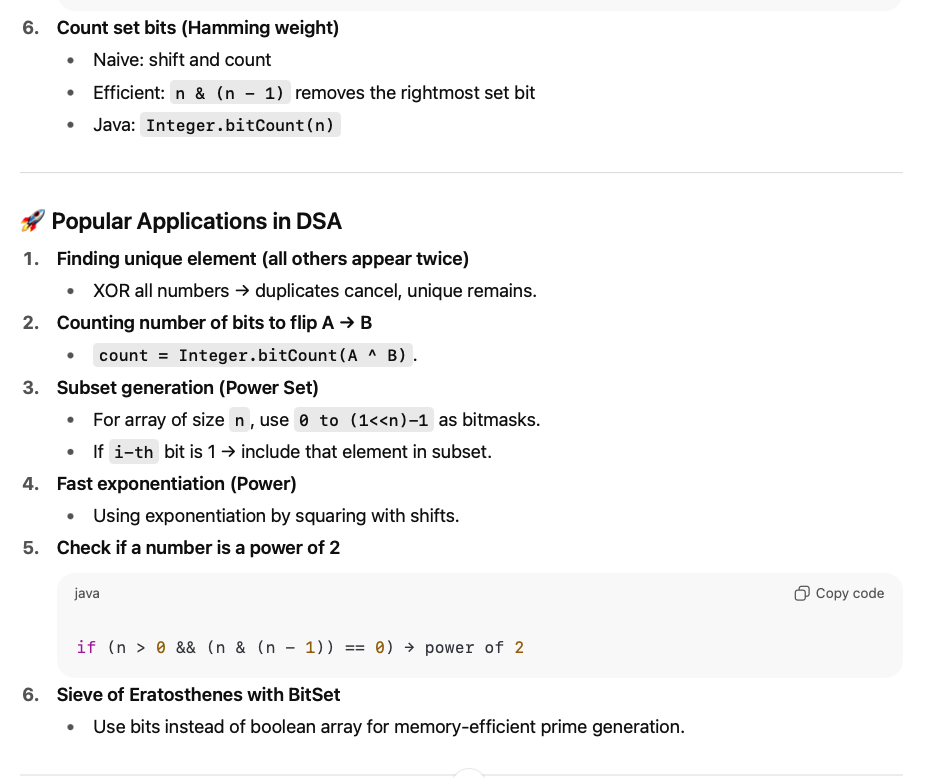 6. Count set bits (Hamming weight)
• Naive: shift and count
• Efficient: n & (n - 1) removes the rightmost set bit
• Java: Integer.bitCount(n)
🚀 Popular Applications in DSA
1. Finding unique element (all others appear twice)
• XOR all numbers → duplicates cancel, unique remains.
2. Counting number of bits to flip A → B
• count = Integer.bitCount(A ^ B).
3. Subset generation (Power Set)
• For array of size n, use 0 to (1<<n)-1 as bitmasks.
• If i-th bit is 1 → include that element in subset.
4. Fast exponentiation (Power)
• Using exponentiation by squaring with shifts.
5. Check if a number is a power of 2
java Copy code
if (n > 0 && (n & (n - 1)) == 0) → power of 2
6. Sieve of Eratosthenes with BitSet
• Use bits instead of boolean array for memory-efficient prime generation.